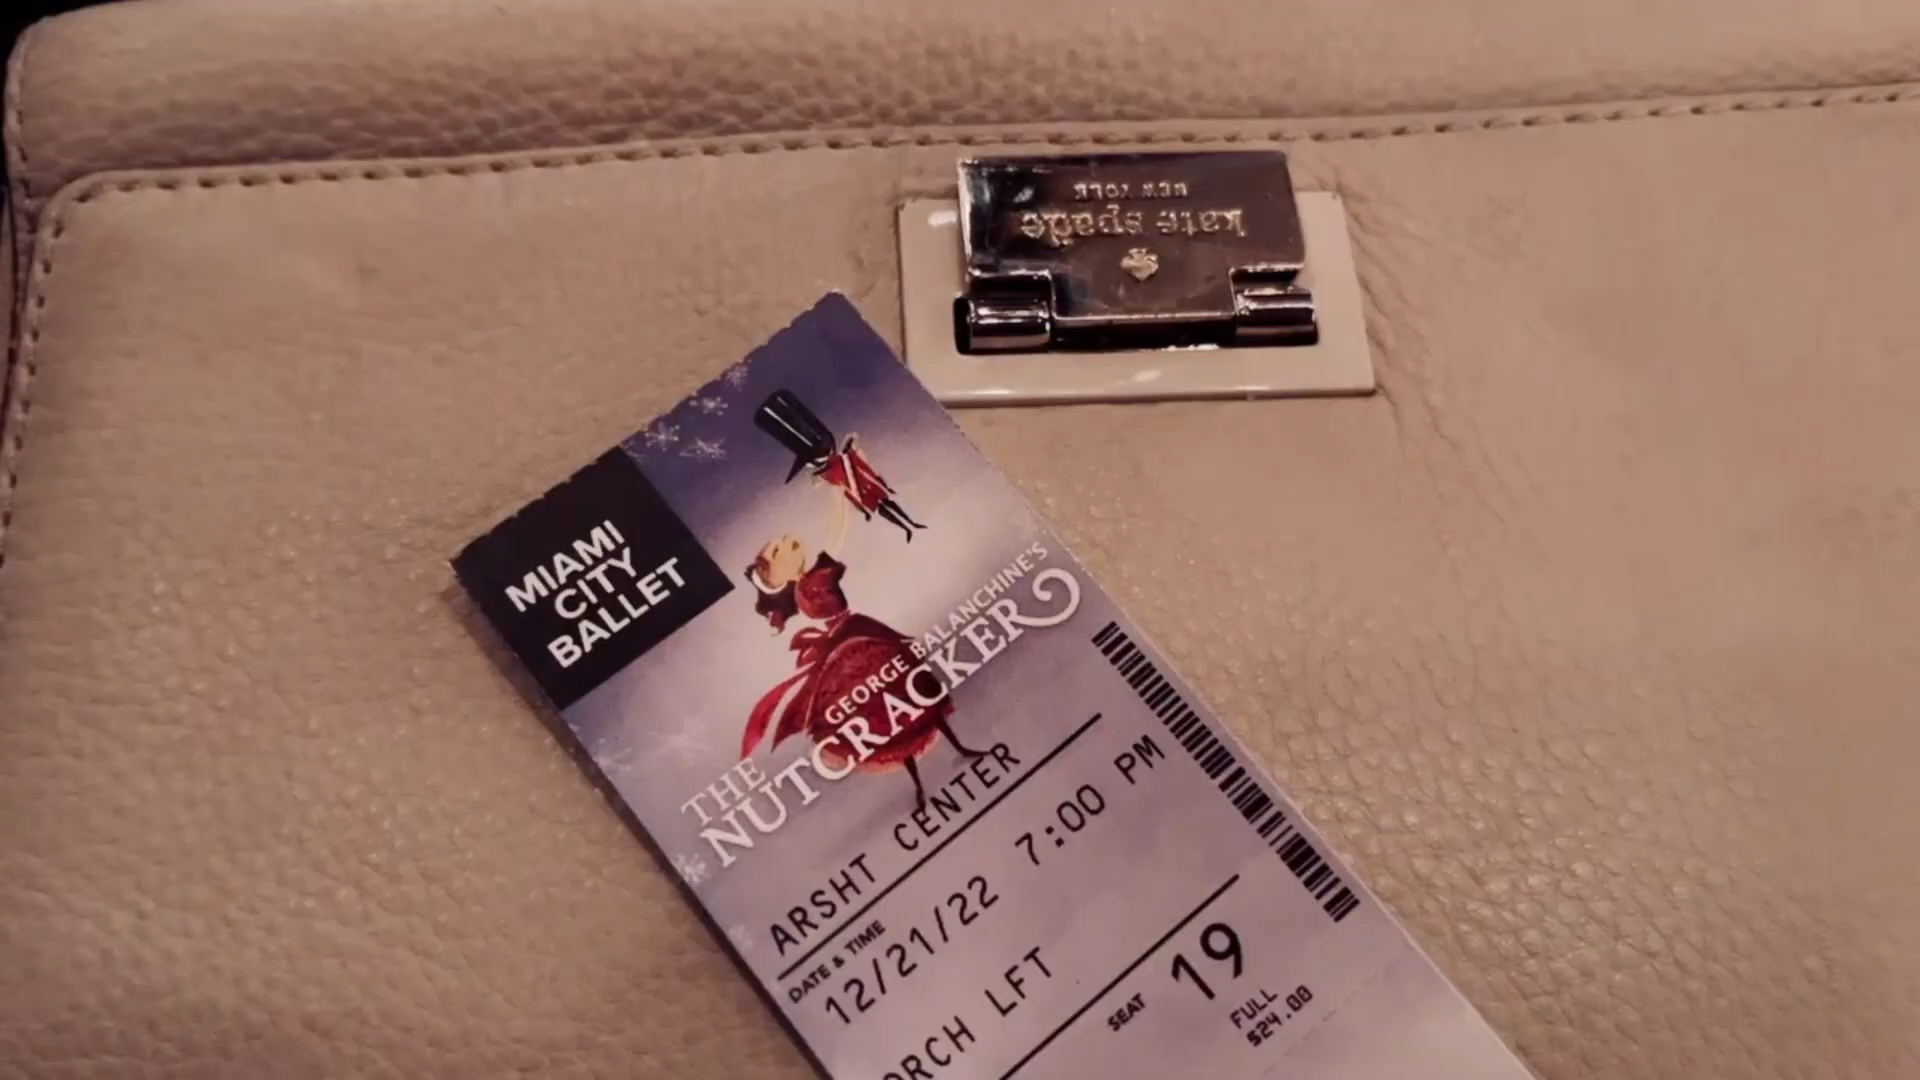 kate spade
NEW YORK
MIAMI
CITY
BALLET
GEORGE BALANCHINE'S
THE
NUTCRACKER
ARSHT CENTER
DATE & TIME
12/21/22 7:00 PM
ORCH LFT
SEAT
19
FULL
$24.00